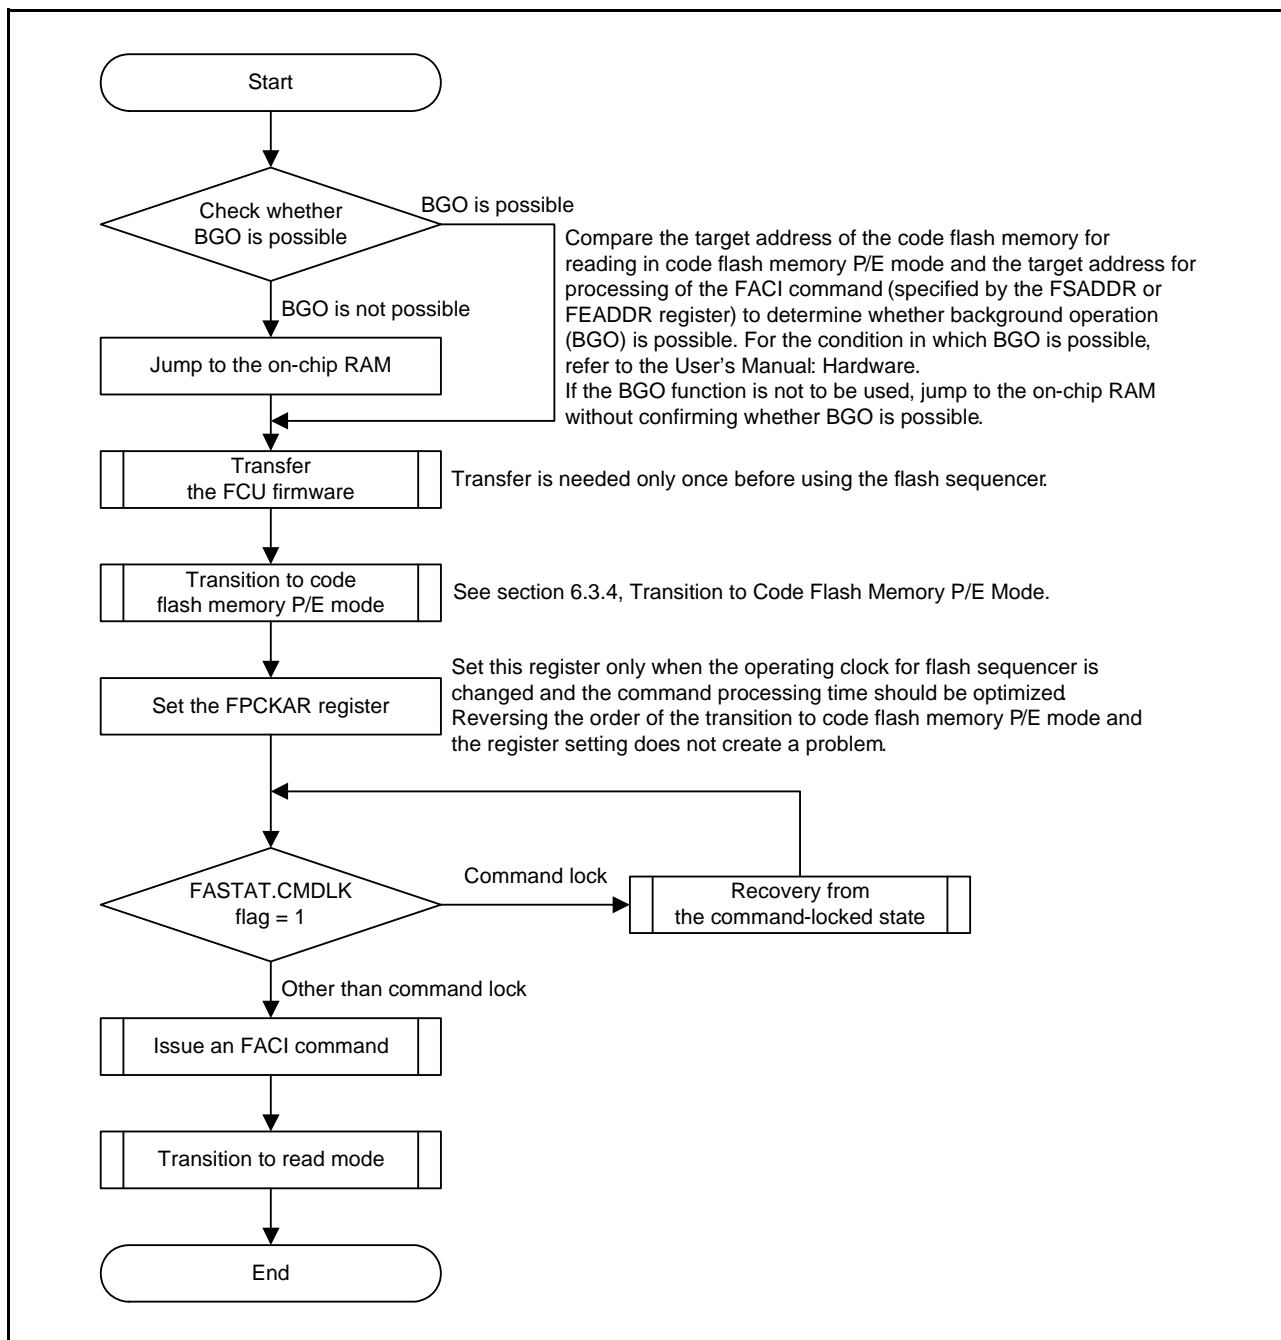 Start
Check whether
BGO is possible
BGO is possible
Compare the target address of the code flash memory for
reading in code flash memory P/E mode and the target address for
processing of the FACI command (specified by the FSADDR or
FEADDR register) to determine whether background operation
(BGO) is possible. For the condition in which BGO is possible,
refer to the User's Manual: Hardware.
If the BGO function is not to be used, jump to the on-chip RAM
without confirming whether BGO is possible.
BGO is not possible
Jump to the on-chip RAM
Transfer
the FCU firmware
Transfer is needed only once before using the flash sequencer.
Transition to code
flash memory P/E mode
See section 6.3.4, Transition to Code Flash Memory P/E Mode.
Set the FPCKAR register
Set this register only when the operating clock for flash sequencer is
changed and the command processing time should be optimized.
Reversing the order of the transition to code flash memory P/E mode and
the register setting does not create a problem.
FASTAT.CMDLK
flag = 1
Command lock
Recovery from
the command-locked state
Other than command lock
Issue an FACI command
Transition to read mode
End